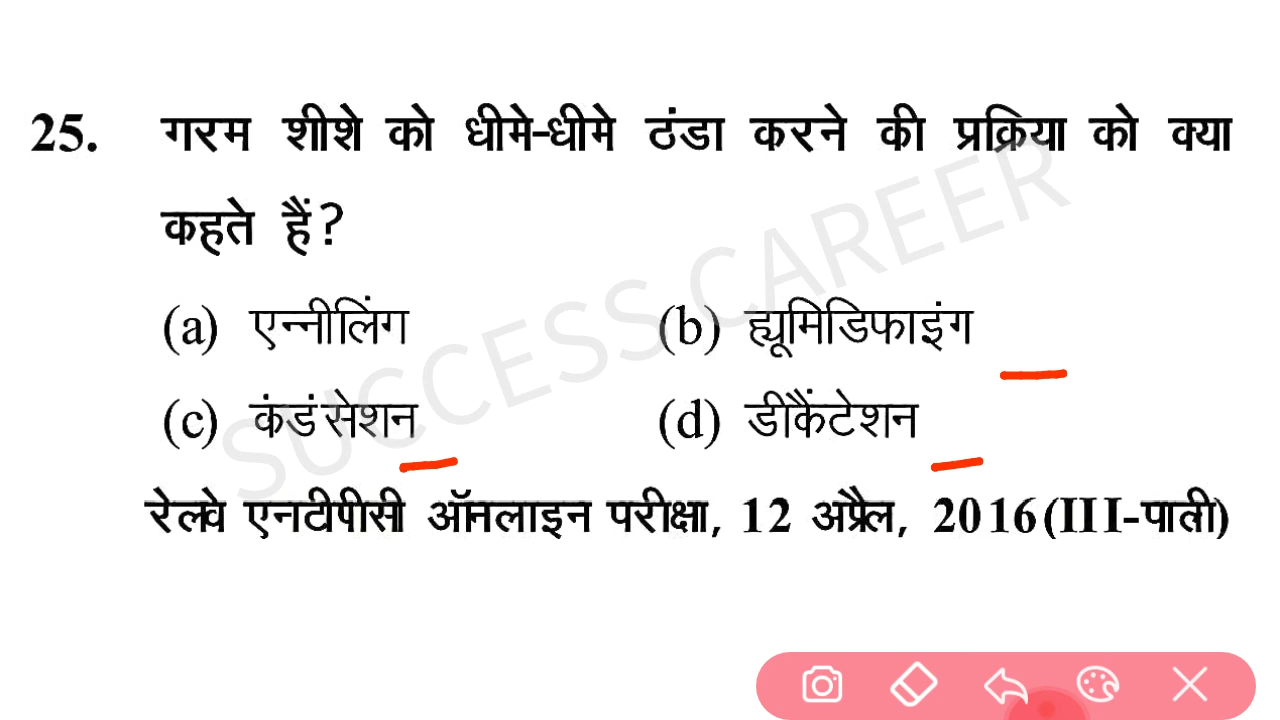 25. गरम शीशे को धीमे-धीमे ठंडा करने की प्रक्रिया को क्या
कहते हैं?
(a) एन्नीलिंग (b) ह्यूमिडिफाइंग
(c) कंडंसेशन (d) डीकैंटेशन
रेलवे एनटीपीसी ऑनलाइन परीक्षा, 12 अप्रैल, 2016 (III-पाली)
SUCCESS CAREER